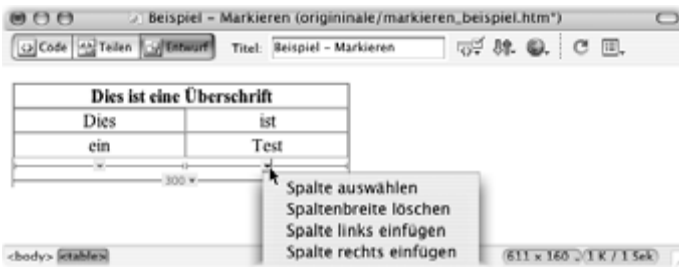 Beispiel – Markieren (origininale/markieren_beispiel.htm*)
Code Teilen Entwurf Titel: Beispiel – Markieren
Dies ist eine Überschrift
Dies ist
ein Test
300
Spalte auswählen
Spaltenbreite löschen
Spalte links einfügen
Spalte rechts einfügen
<body> <table> 611 x 160 1 K / 1 Sek